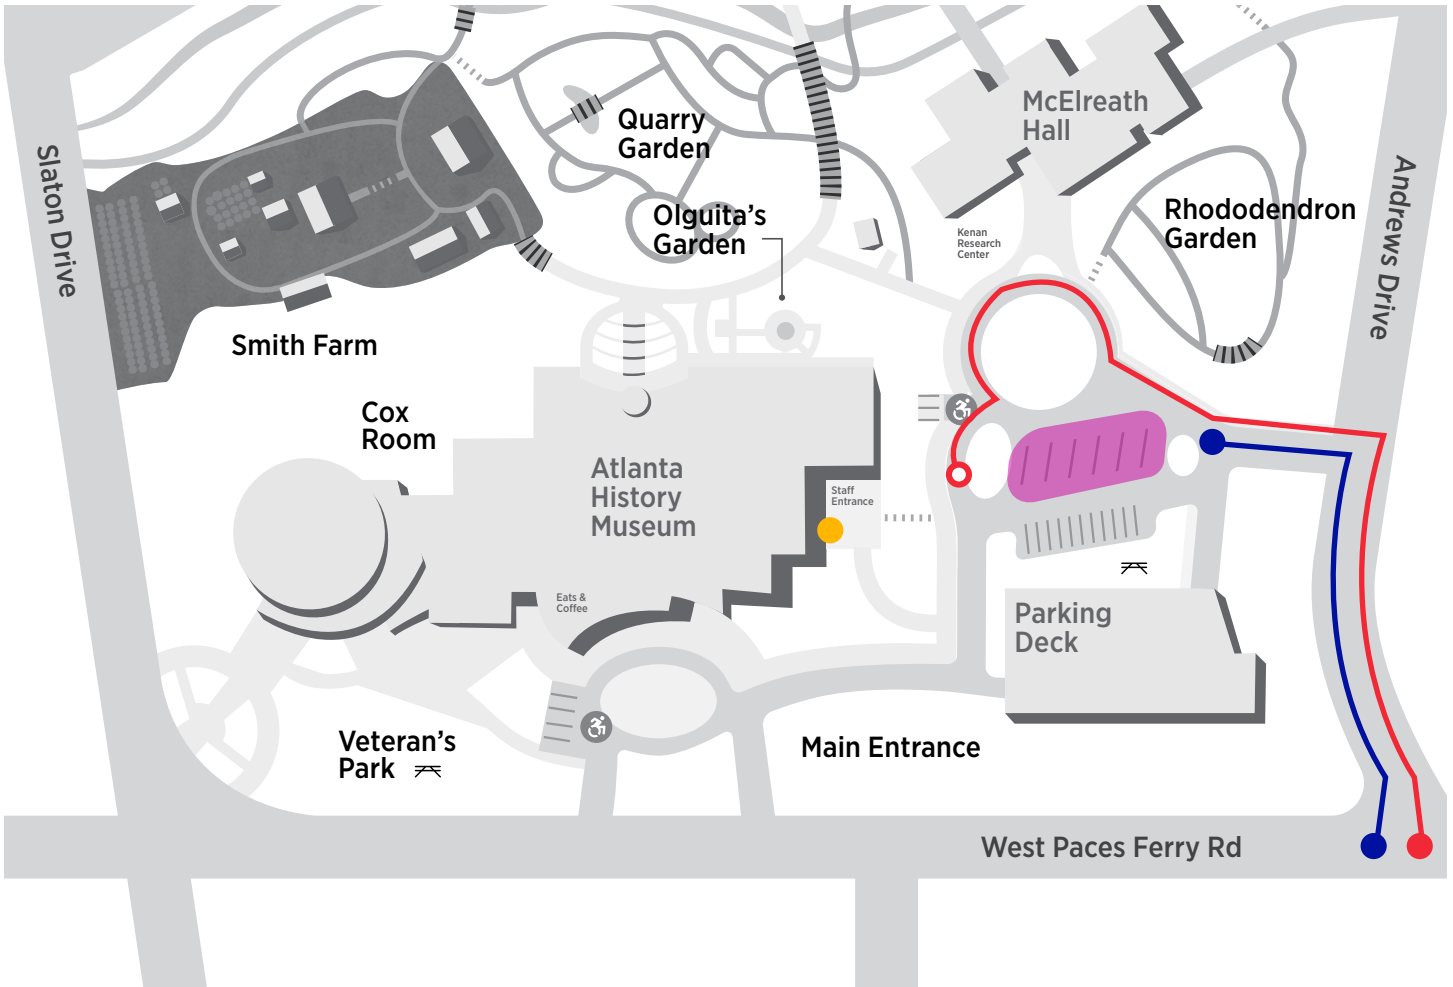 McElreath
Hall
Quarry
Garden
Slaton Drive
Andrews Drive
Olguita's
Garden
Rhododendron
Garden
Kenan
Research
Center
Smith Farm
Cox
Room
Atlanta
History
Museum
Staff
Entrance
Eats &
Coffee
Parking
Deck
Veteran's
Park
Main Entrance
West Paces Ferry Rd